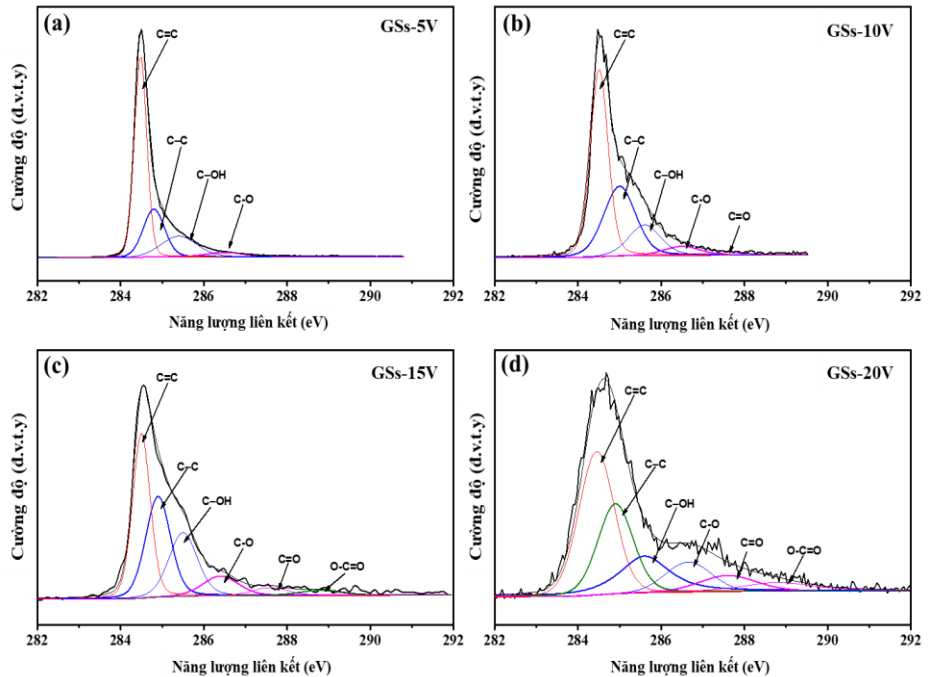 (a)
GSs-5V
C=C
C–C
C–OH
C-O
Cường độ (đ.v.t.y)
282 284 286 288 290 292
Năng lượng liên kết (eV)
(b)
GSs-10V
C=C
C–C
C–OH
C-O
C=O
Cường độ (đ.v.t.y)
282 284 286 288 290 292
Năng lượng liên kết (eV)
(c)
GSs-15V
C=C
C–C
C–OH
C-O
C=O
O-C=O
Cường độ (đ.v.t.y)
282 284 286 288 290 292
Năng lượng liên kết (eV)
(d)
GSs-20V
C=C
C–C
C–OH
C-O
C=O
O-C=O
Cường độ (đ.v.t.y)
282 284 286 288 290 292
Năng lượng liên kết (eV)